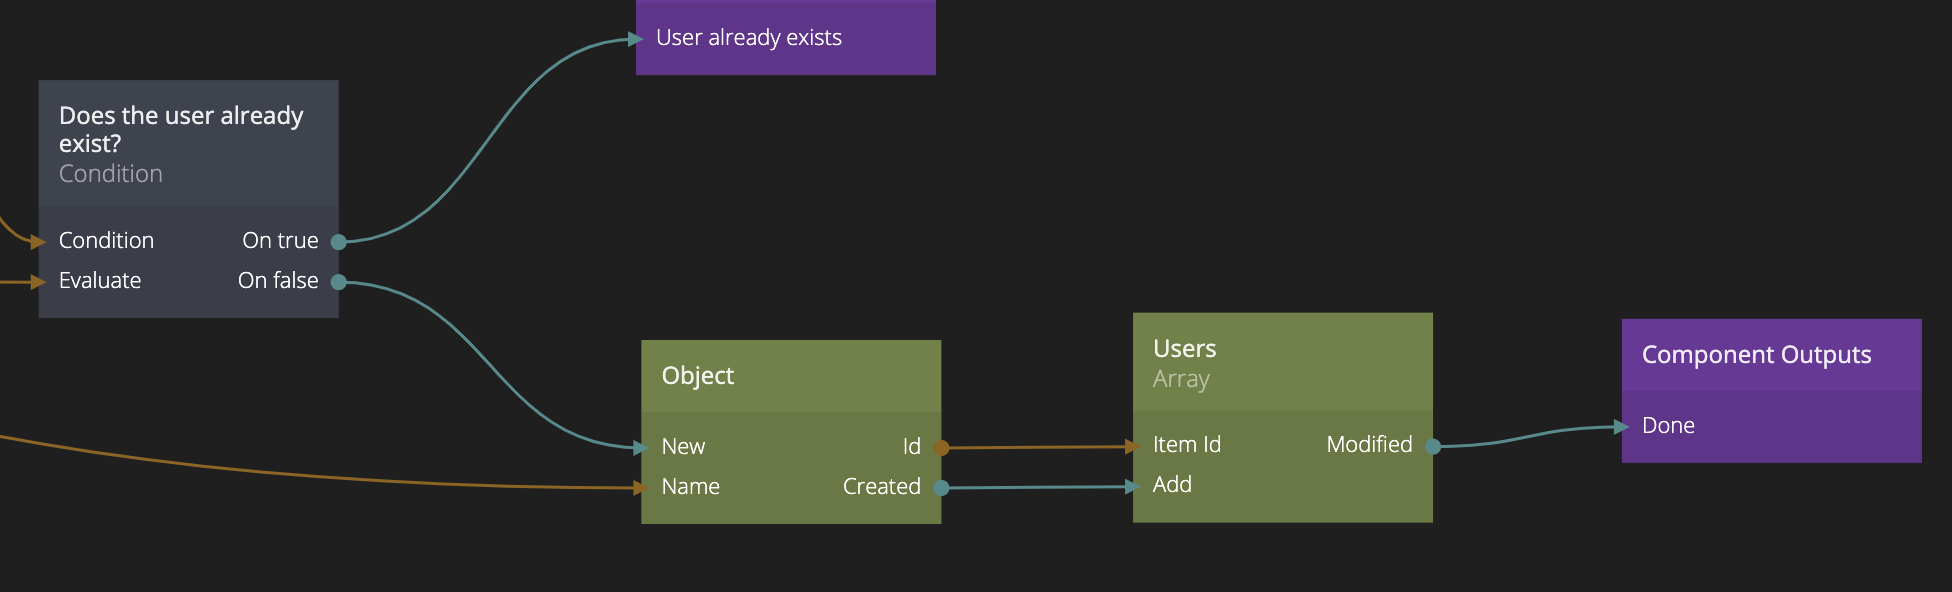 User already exists
Does the user already
exist?
Condition
Condition On true
Evaluate On false
Object
New Id
Name Created
Users
Array
Item Id Modified
Add
Component Outputs
Done